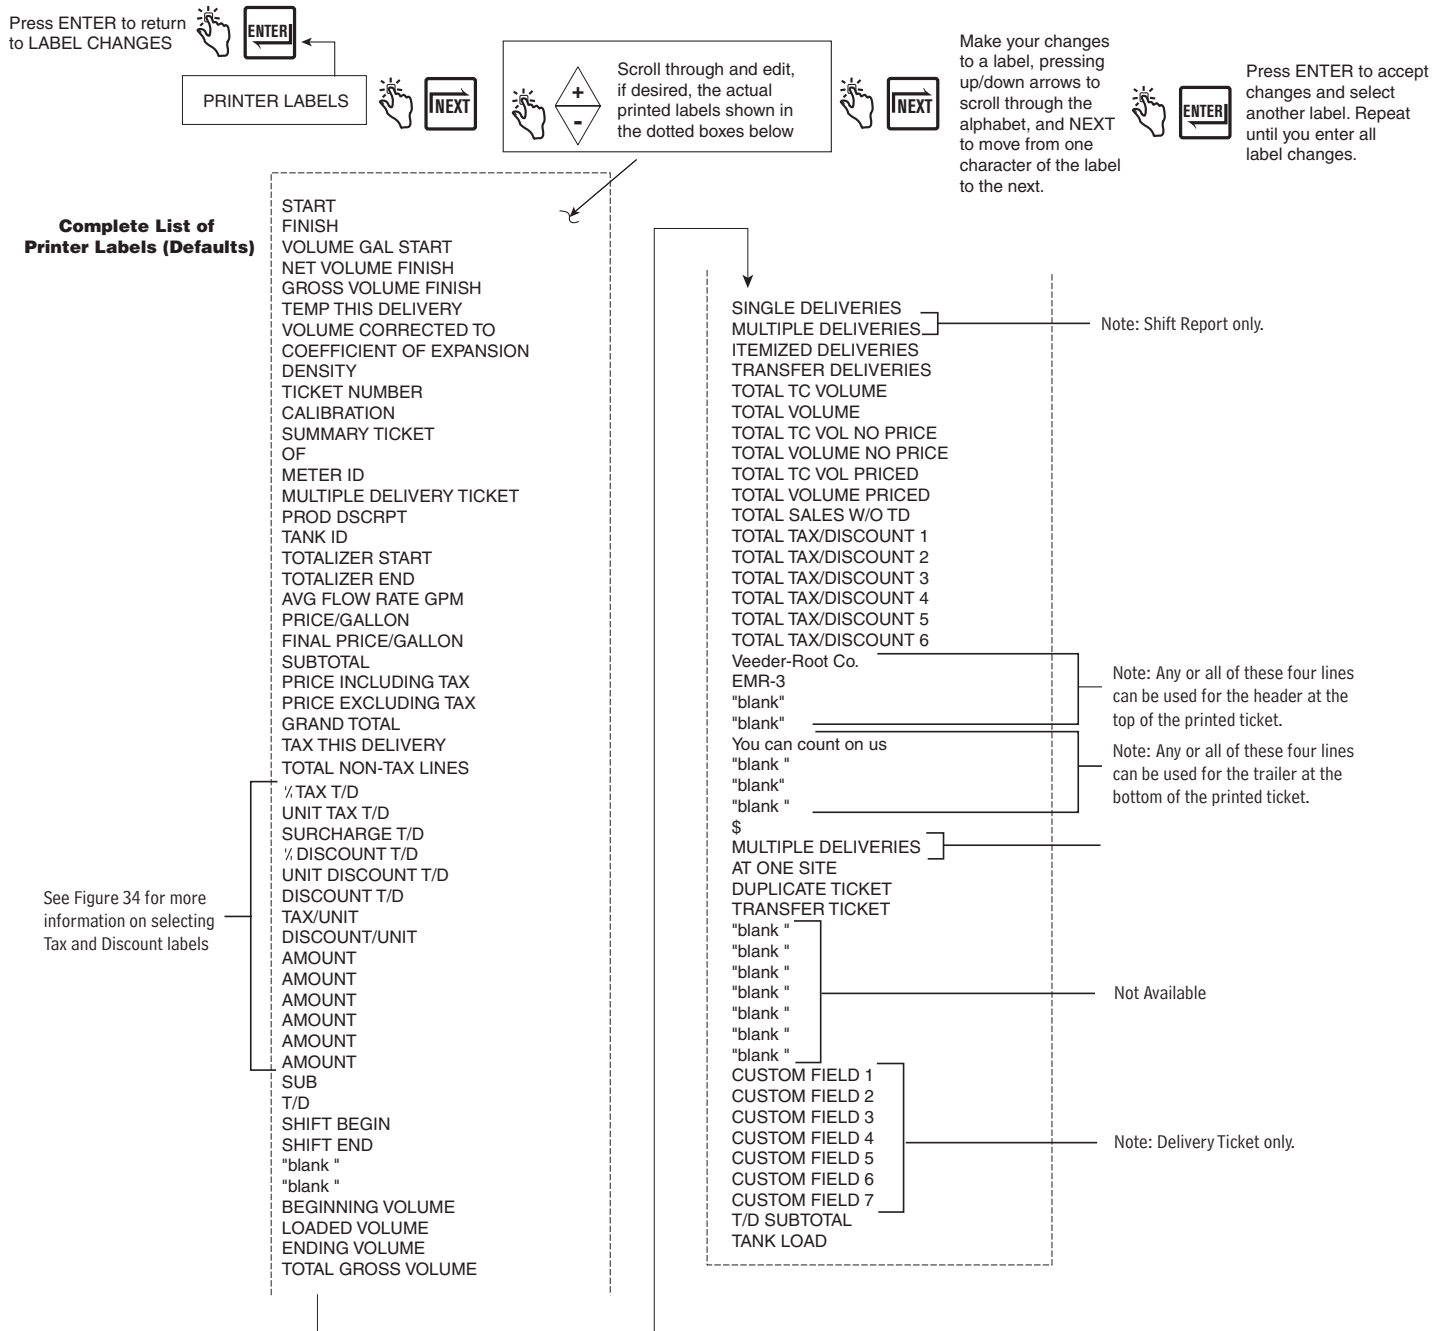 Press ENTER to return
to LABEL CHANGES
ENTER
PRINTER LABELS
NEXT
+
-
Scroll through and edit,
if desired, the actual
printed labels shown in
the dotted boxes below
NEXT
Make your changes
to a label, pressing
up/down arrows to
scroll through the
alphabet, and NEXT
to move from one
character of the label
to the next.
ENTER
Press ENTER to accept
changes and select
another label. Repeat
until you enter all
label changes.
Complete List of
Printer Labels (Defaults)
START
FINISH
VOLUME GAL START
NET VOLUME FINISH
GROSS VOLUME FINISH
TEMP THIS DELIVERY
VOLUME CORRECTED TO
COEFFICIENT OF EXPANSION
DENSITY
TICKET NUMBER
CALIBRATION
SUMMARY TICKET
OF
METER ID
MULTIPLE DELIVERY TICKET
PROD DSCRPT
TANK ID
TOTALIZER START
TOTALIZER END
AVG FLOW RATE GPM
PRICE/GALLON
FINAL PRICE/GALLON
SUBTOTAL
PRICE INCLUDING TAX
PRICE EXCLUDING TAX
GRAND TOTAL
TAX THIS DELIVERY
TOTAL NON-TAX LINES
% TAX T/D
UNIT TAX T/D
SURCHARGE T/D
% DISCOUNT T/D
UNIT DISCOUNT T/D
DISCOUNT T/D
TAX/UNIT
DISCOUNT/UNIT
AMOUNT
AMOUNT
AMOUNT
AMOUNT
AMOUNT
AMOUNT
SUB
T/D
SHIFT BEGIN
SHIFT END
"blank "
"blank "
BEGINNING VOLUME
LOADED VOLUME
ENDING VOLUME
TOTAL GROSS VOLUME
See Figure 34 for more
information on selecting
Tax and Discount labels
SINGLE DELIVERIES
MULTIPLE DELIVERIES
ITEMIZED DELIVERIES
TRANSFER DELIVERIES
TOTAL TC VOLUME
TOTAL VOLUME
TOTAL TC VOL NO PRICE
TOTAL VOLUME NO PRICE
TOTAL TC VOL PRICED
TOTAL VOLUME PRICED
TOTAL SALES W/O TD
TOTAL TAX/DISCOUNT 1
TOTAL TAX/DISCOUNT 2
TOTAL TAX/DISCOUNT 3
TOTAL TAX/DISCOUNT 4
TOTAL TAX/DISCOUNT 5
TOTAL TAX/DISCOUNT 6
Veeder-Root Co.
EMR-3
"blank"
"blank"
You can count on us
"blank "
"blank"
"blank "
$
MULTIPLE DELIVERIES
AT ONE SITE
DUPLICATE TICKET
TRANSFER TICKET
"blank "
"blank "
"blank "
"blank "
"blank "
"blank "
"blank "
CUSTOM FIELD 1
CUSTOM FIELD 2
CUSTOM FIELD 3
CUSTOM FIELD 4
CUSTOM FIELD 5
CUSTOM FIELD 6
CUSTOM FIELD 7
T/D SUBTOTAL
TANK LOAD
Note: Shift Report only.
Note: Any or all of these four lines
can be used for the header at the
top of the printed ticket.
Note: Any or all of these four lines
can be used for the trailer at the
bottom of the printed ticket.
Not Available
Note: Delivery Ticket only.